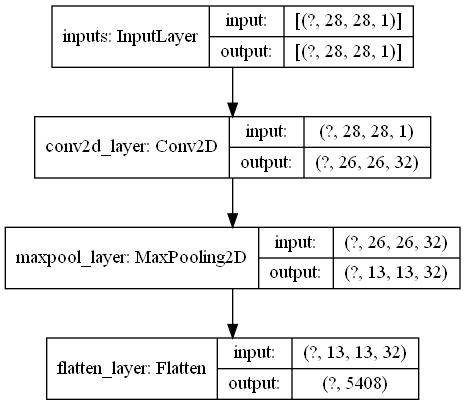 inputs: InputLayer
input: [(?, 28, 28, 1)]
output: [(?, 28, 28, 1)]
conv2d_layer: Conv2D
input: (?, 28, 28, 1)
output: (?, 26, 26, 32)
maxpool_layer: MaxPooling2D
input: (?, 26, 26, 32)
output: (?, 13, 13, 32)
flatten_layer: Flatten
input: (?, 13, 13, 32)
output: (?, 5408)